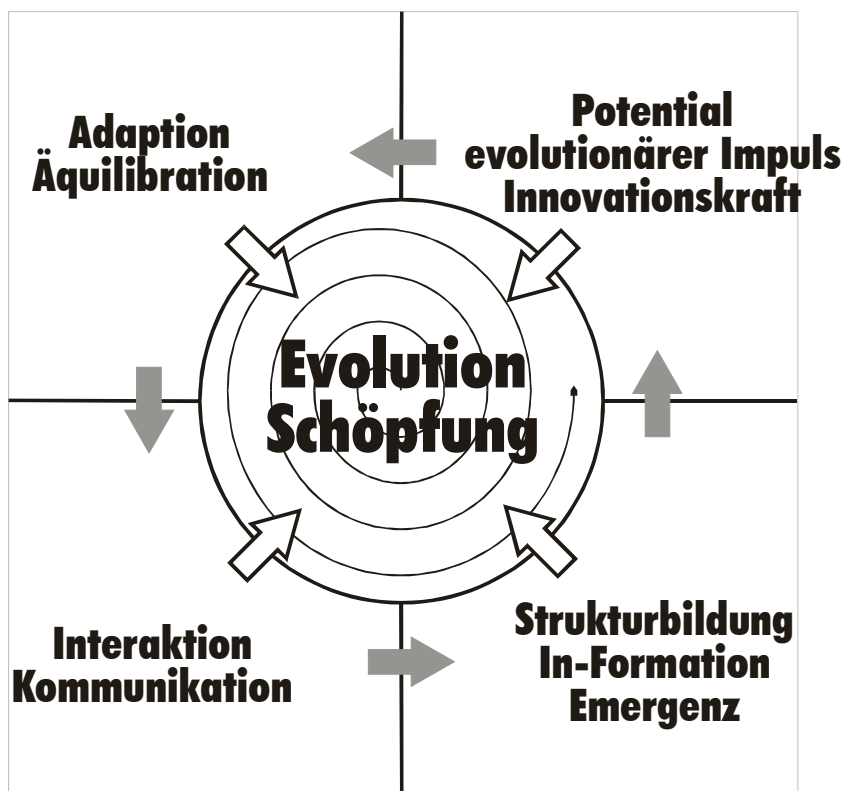 Adaption
Äquilibration
Potential
evolutionärer Impuls
Innovationskraft
Evolution
Schöpfung
Interaktion
Kommunikation
Strukturbildung
In-Formation
Emergenz